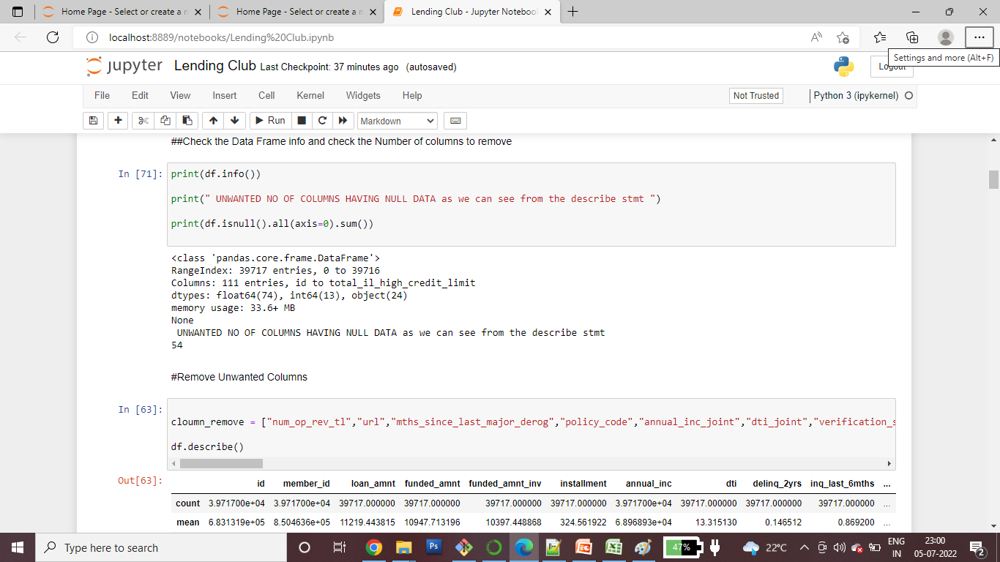 Home Page - Select or create a n
Home Page - Select or create a n
Lending Club - Jupyter Notebook
localhost:8889/notebooks/Lending%20Club.ipynb
Settings and more (Alt+F)
jupyter Lending Club Last Checkpoint: 37 minutes ago (autosaved)
Logout
File Edit View Insert Cell Kernel Widgets Help
Not Trusted
Python 3 (ipykernel)
Run
Markdown
##Check the Data Frame info and check the Number of columns to remove
In [71]: print(df.info())
print(" UNWANTED NO OF COLUMNS HAVING NULL DATA as we can see from the describe stmt ")
print(df.isnull().all(axis=0).sum())
<class 'pandas.core.frame.DataFrame'>
RangeIndex: 39717 entries, 0 to 39716
Columns: 111 entries, id to total_il_high_credit_limit
dtypes: float64(74), int64(13), object(24)
memory usage: 33.6+ MB
None
UNWANTED NO OF COLUMNS HAVING NULL DATA as we can see from the describe stmt
54
#Remove Unwanted Columns
In [63]:
cloumn_remove = ["num_op_rev_tl","url","mths_since_last_major_derog","policy_code","annual_inc_joint","dti_joint","verification_s
df.describe()
Out[63]:
id member_id loan_amnt funded_amnt funded_amnt_inv installment annual_inc dti delinq_2yrs inq_last_6mths ...
count 3.971700e+04 3.971700e+04 39717.000000 39717.000000 39717.000000 39717.000000 3.971700e+04 39717.000000 39717.000000 39717.000000 ...
mean 6.831319e+05 8.504636e+05 11219.443815 10947.713196 10397.448868 324.561922 6.896893e+04 13.315130 0.146512 0.869200 ...
Type here to search
Ps
47%
22°C
ENG
IN
23:00
05-07-2022
2